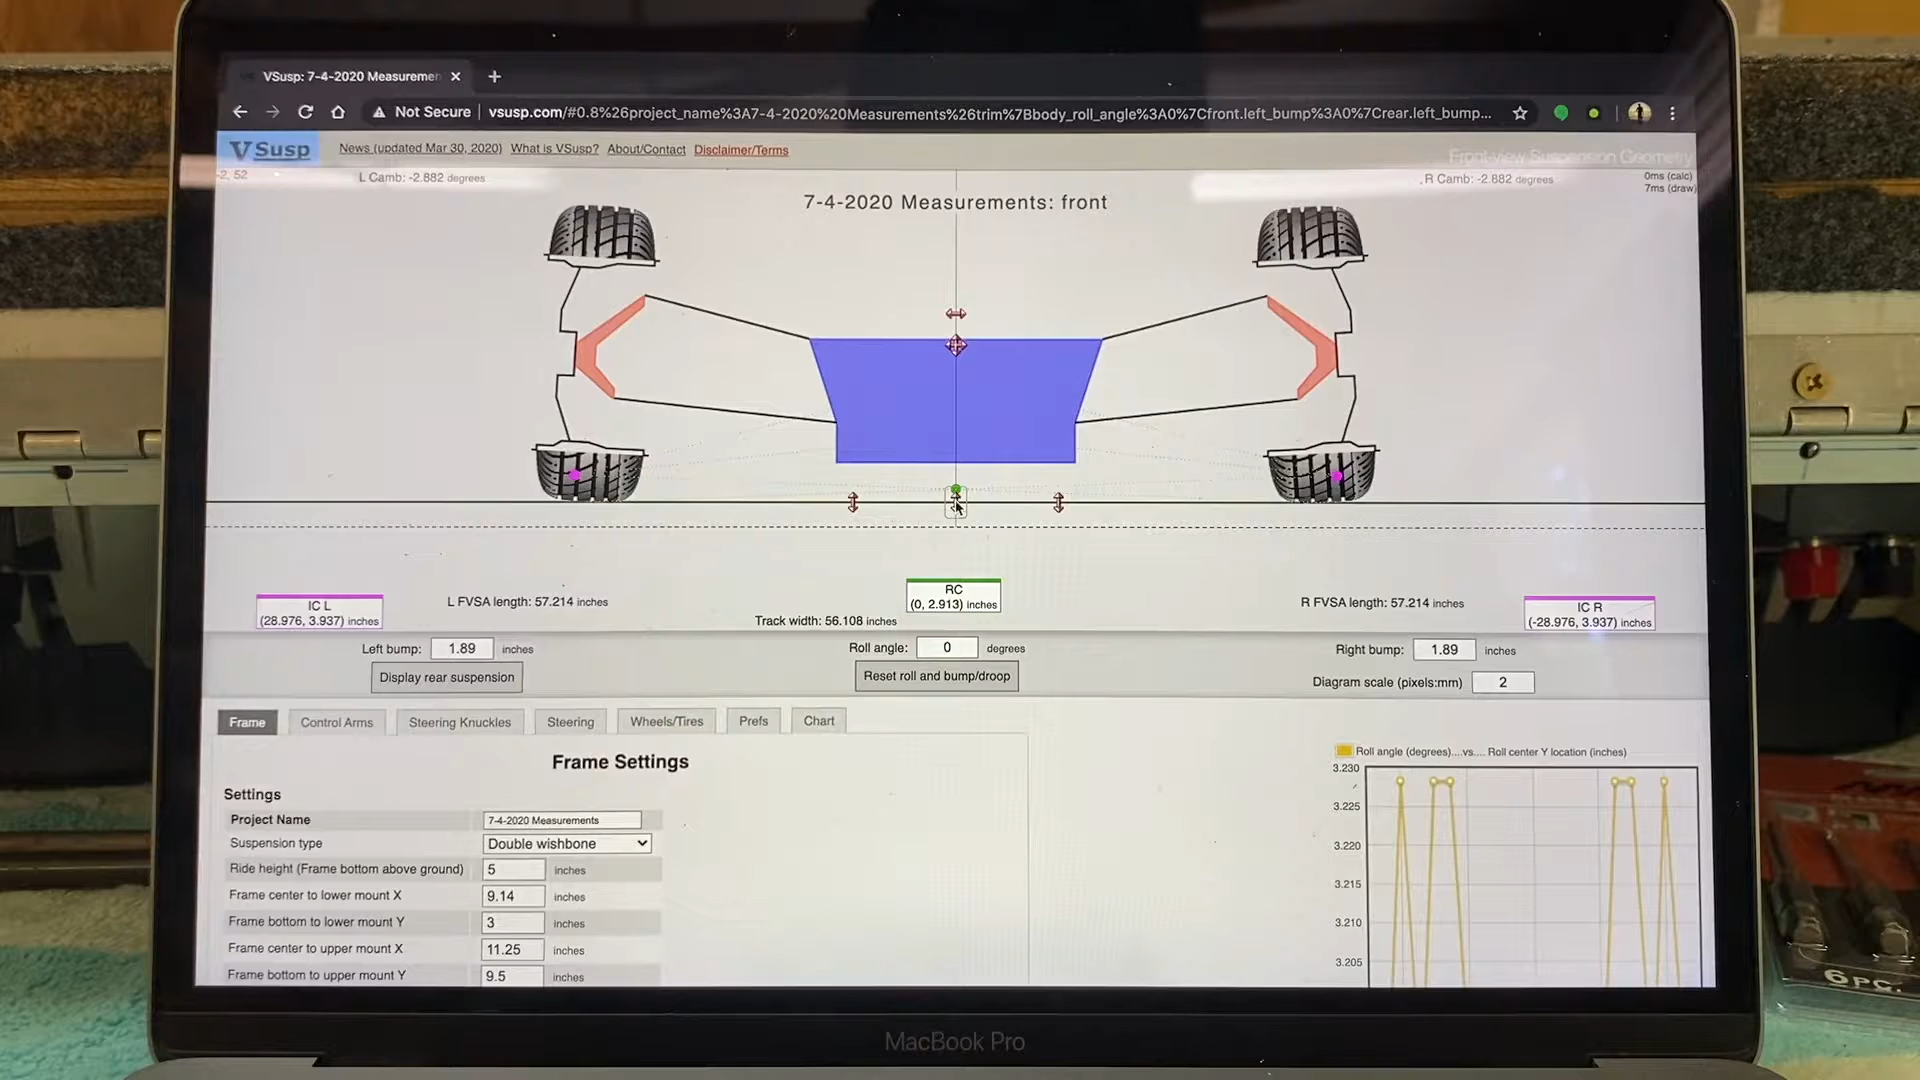 VSusp: 7-4-2020 Measuremen
Not Secure
vsusp.com/#0.8%26project_name%3A7-4-2020%20Measurements%26trim%7Bbody_roll_angle%3A0%7Cfront.left_bump%3A0%7Crear.left_bump...
VSusp
News (updated Mar 30, 2020) What is VSusp? About/Contact Disclaimer/Terms
Front-view Suspension Geometry
-2, 52
L Camb: -2.882 degrees
R Camb: -2.882 degrees
0ms (calc)
7ms (draw)
7-4-2020 Measurements: front
IC L
(28.976, 3.937) inches
L FVSA length: 57.214 inches
Track width: 56.108 inches
RC
(0, 2.913) inches
R FVSA length: 57.214 inches
IC R
(-28.976, 3.937) inches
Left bump: 1.89 inches
Roll angle: 0 degrees
Right bump: 1.89 inches
Display rear suspension
Reset roll and bump/droop
Diagram scale (pixels:mm) 2
Frame Control Arms Steering Knuckles Steering Wheels/Tires Prefs Chart
Frame Settings
Settings
Project Name 7-4-2020 Measurements
Suspension type Double wishbone
Ride height (Frame bottom above ground) 5 inches
Frame center to lower mount X 9.14 inches
Frame bottom to lower mount Y 3 inches
Frame center to upper mount X 11.25 inches
Frame bottom to upper mount Y 9.5 inches
Roll angle (degrees)....vs.... Roll center Y location (inches)
3.230
3.225
3.220
3.215
3.210
3.205
MacBook Pro
6PC.